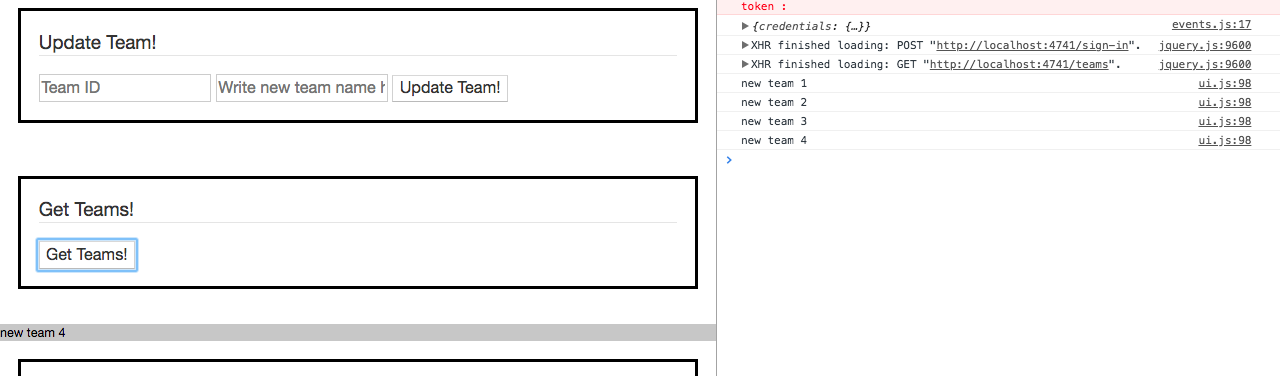 Update Team!
Team ID
Write new team name h
Update Team!
Get Teams!
Get Teams!
new team 4
token :
▶{credentials: {…}} events.js:17
▶XHR finished loading: POST "http://localhost:4741/sign-in". jquery.js:9600
▶XHR finished loading: GET "http://localhost:4741/teams". jquery.js:9600
new team 1 ui.js:98
new team 2 ui.js:98
new team 3 ui.js:98
new team 4 ui.js:98